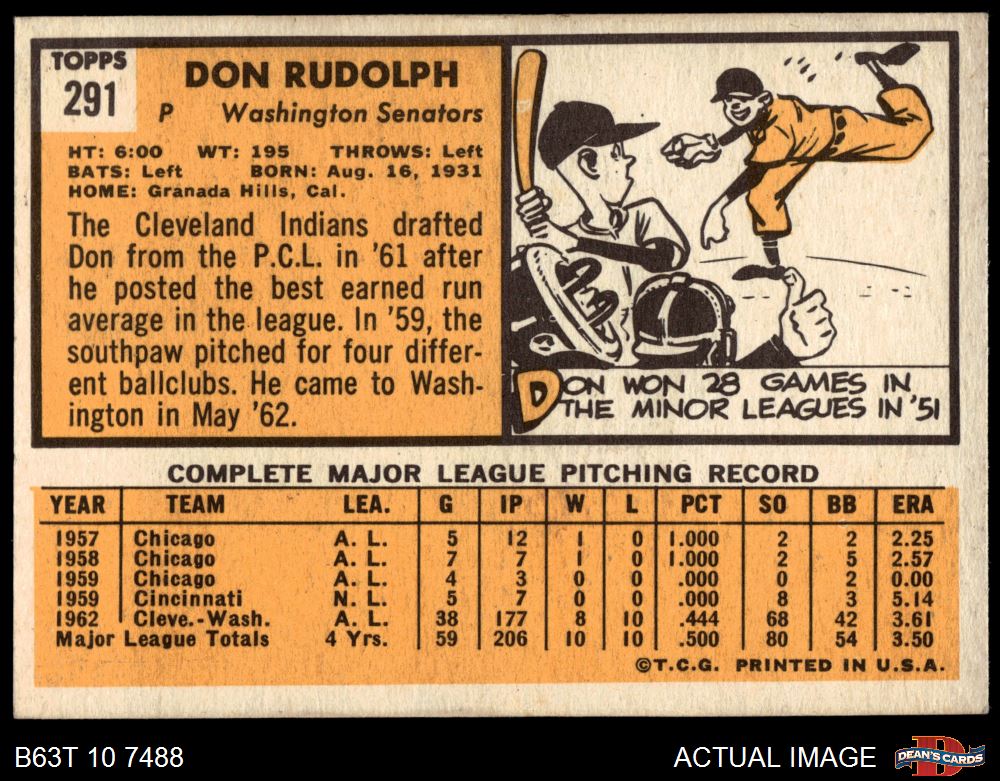 TOPPS
291
DON RUDOLPH
P Washington Senators
HT: 6:00 WT: 195 THROWS: Left
BATS: Left BORN: Aug. 16, 1931
HOME: Granada Hills, Cal.
The Cleveland Indians drafted
Don from the P.C.L. in '61 after
he posted the best earned run
average in the league. In '59, the
southpaw pitched for four differ-
ent ballclubs. He came to Wash-
ington in May '62.
DON WON 28 GAMES IN
THE MINOR LEAGUES IN '51
COMPLETE MAJOR LEAGUE PITCHING RECORD
YEAR TEAM LEA. G IP W L PCT SO BB ERA
1957 Chicago A. L. 5 12 1 0 1.000 2 2 2.25
1958 Chicago A. L. 7 7 1 0 1.000 2 5 2.57
1959 Chicago A. L. 4 3 0 0 .000 0 2 0.00
1959 Cincinnati N. L. 5 7 0 0 .000 8 3 5.14
1962 Cleve.-Wash. A. L. 38 177 8 10 .444 68 42 3.61
Major League Totals 4 Yrs. 59 206 10 10 .500 80 54 3.50
©T.C.G. PRINTED IN U.S.A.
B63T 10 7488
ACTUAL IMAGE
D
DEAN'S CARDS